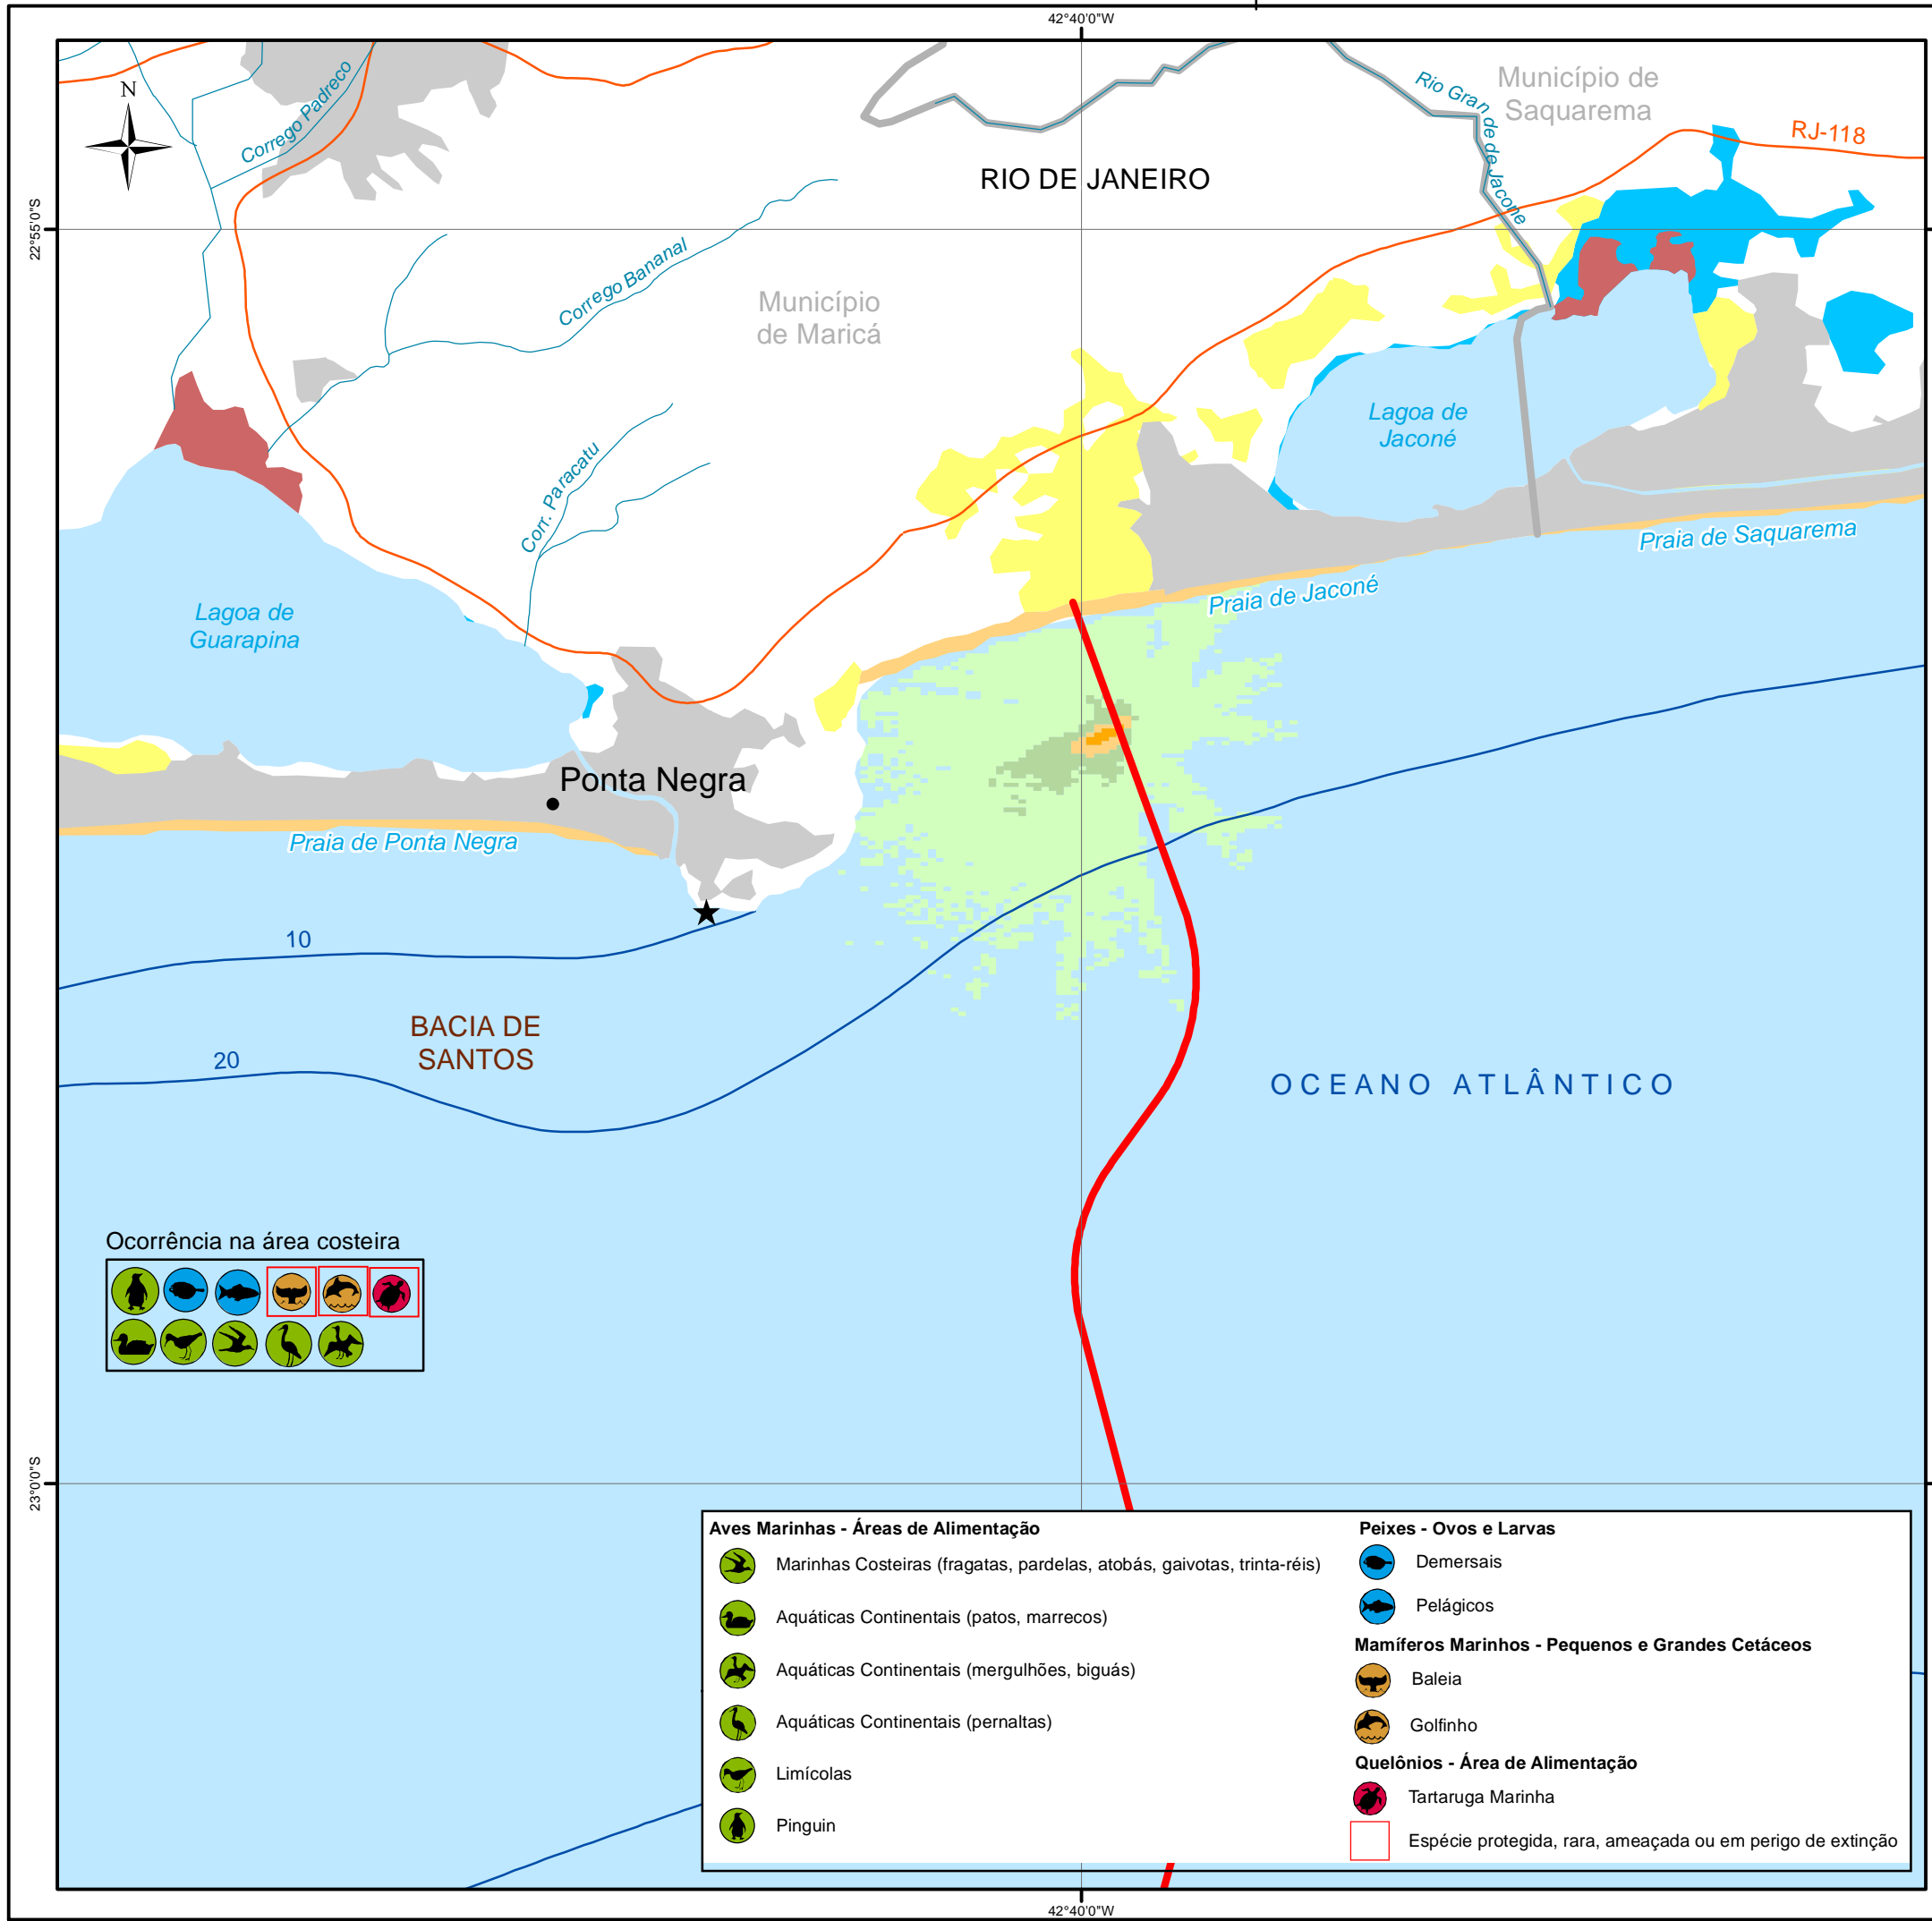 42°40'0"W
Município de
Saquarema
N
Corrego Padreco
Rio Grande de Jacone
RJ-118
RIO DE JANEIRO
22°55'0"S
Corrego Bananal
Município
de Maricá
Lagoa de
Jaconé
Corr. Paracatu
Praia de Saquarema
Praia de Jaconé
Lagoa de
Guarapina
Ponta Negra
Praia de Ponta Negra
10
BACIA DE
SANTOS
20
OCEANO ATLÂNTICO
Ocorrência na área costeira
23°0'0"S
Aves Marinhas - Áreas de Alimentação
Marinhas Costeiras (fragatas, pardelas, atobás, gaivotas, trinta-réis)
Aquáticas Continentais (patos, marrecos)
Aquáticas Continentais (mergulhões, biguás)
Aquáticas Continentais (pernaltas)
Limícolas
Pinguin
Peixes - Ovos e Larvas
Demersais
Pelágicos
Mamíferos Marinhos - Pequenos e Grandes Cetáceos
Baleia
Golfinho
Quelônios - Área de Alimentação
Tartaruga Marinha
Espécie protegida, rara, ameaçada ou em perigo de extinção
42°40'0"W